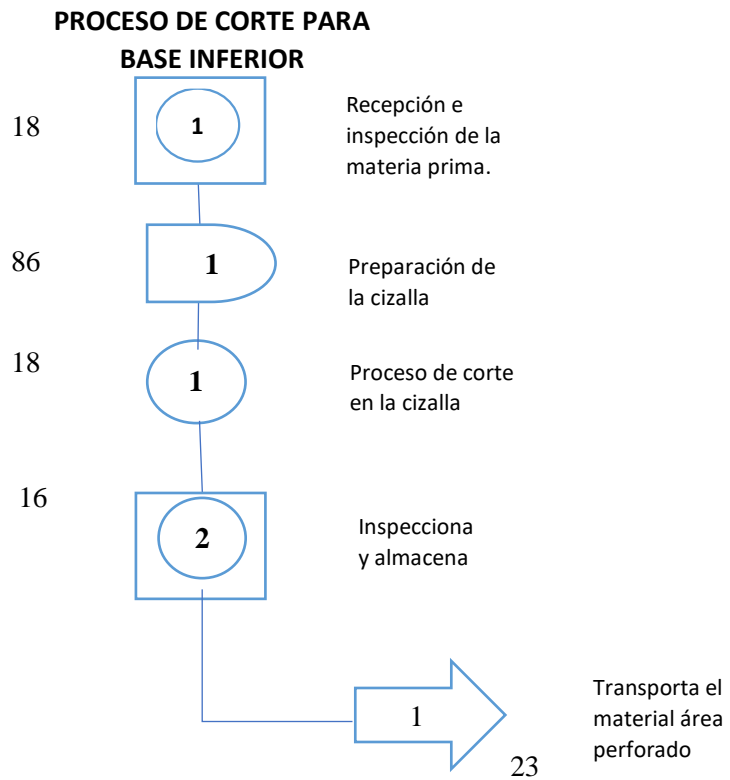 PROCESO DE CORTE PARA
BASE INFERIOR
18
1
Recepción e
inspección de la
materia prima.
86
1
Preparación de
la cizalla
18
1
Proceso de corte
en la cizalla
16
2
Inspecciona
y almacena
1
23
Transporta el
material área
perforado